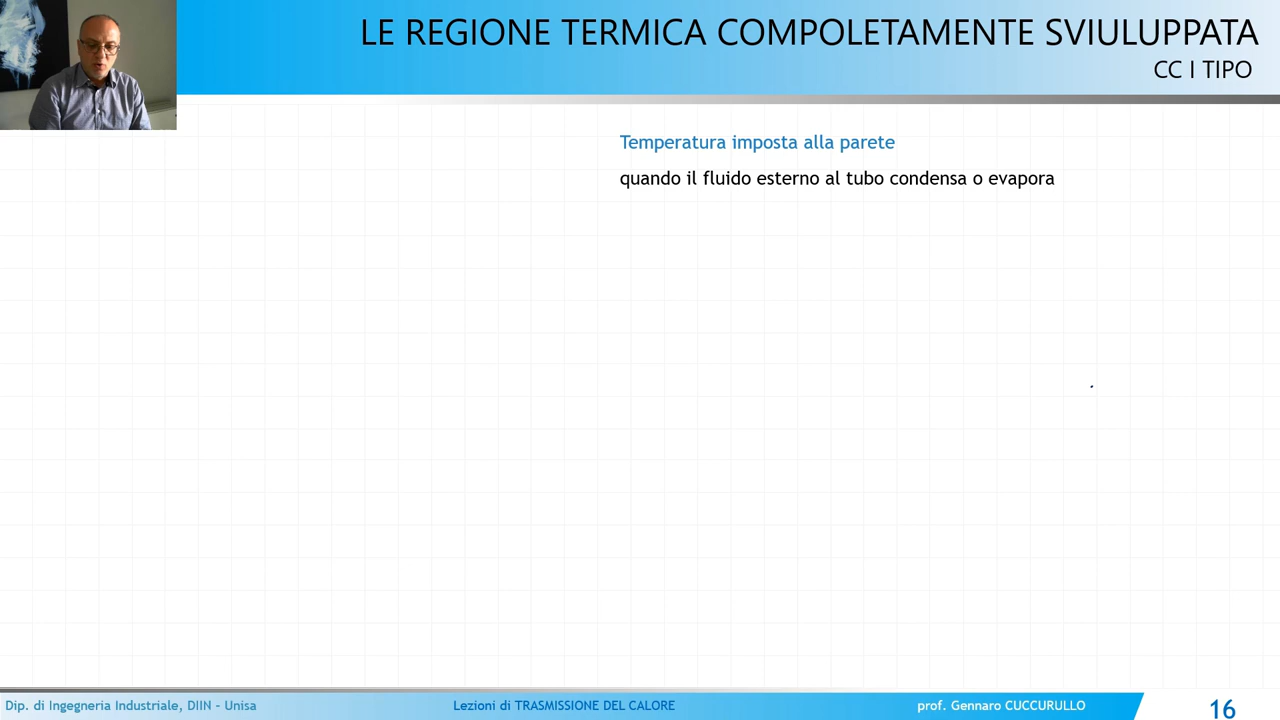 LE REGIONE TERMICA COMPOLETAMENTE SVIULUPPATA
CC I TIPO
Temperatura imposta alla parete
quando il fluido esterno al tubo condensa o evapora
Dip. di Ingegneria Industriale, DIIN - Unisa
Lezioni di TRASMISSIONE DEL CALORE
prof. Gennaro CUCCURULLO
16